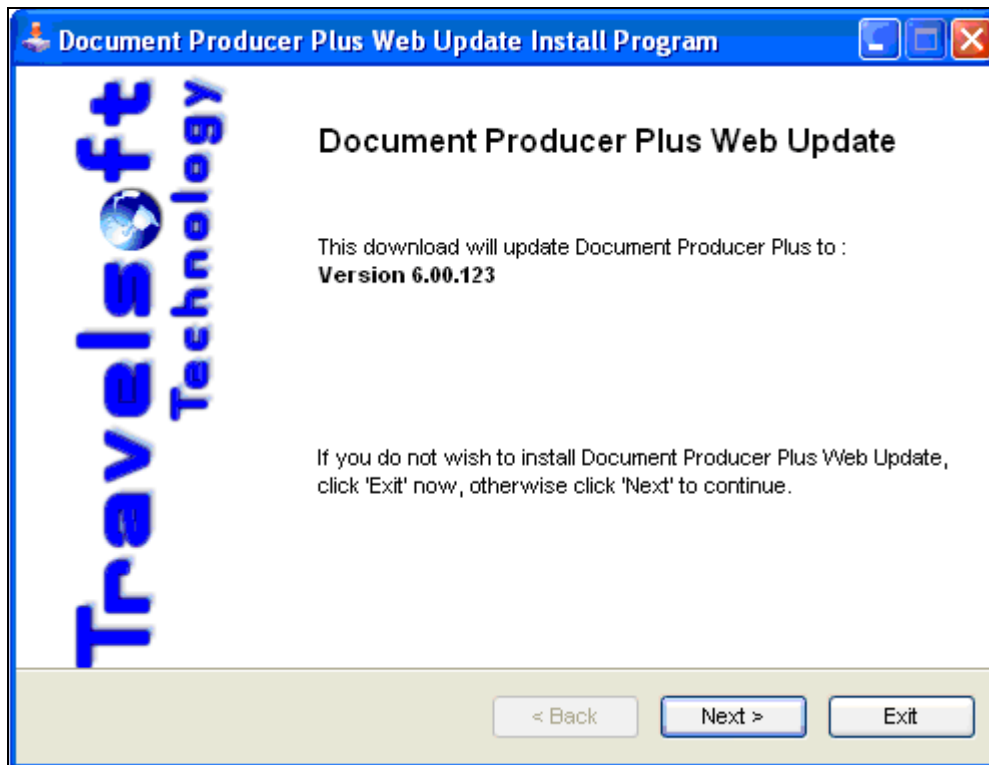 Document Producer Plus Web Update Install Program
Travelsoft
Technology
Document Producer Plus Web Update
This download will update Document Producer Plus to :
Version 6.00.123
If you do not wish to install Document Producer Plus Web Update,
click 'Exit' now, otherwise click 'Next' to continue.
< Back
Next >
Exit